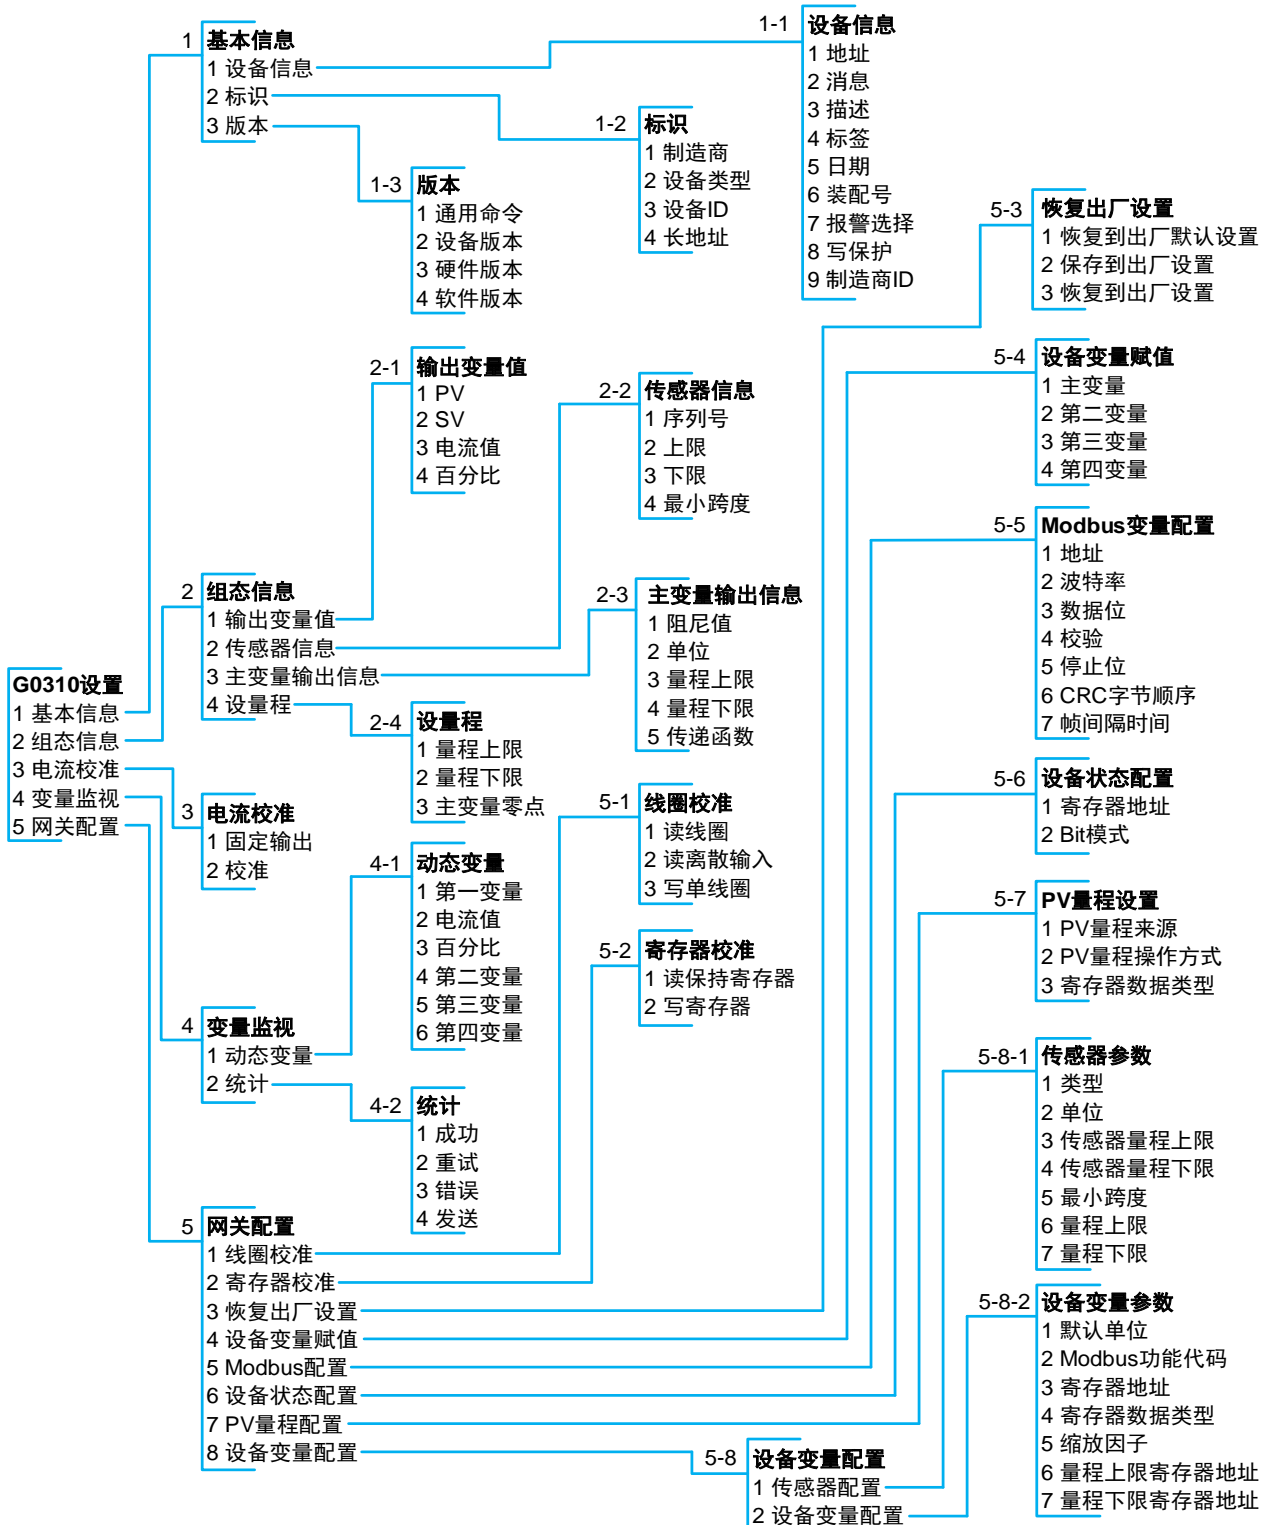 G0310设置
1 基本信息
2 组态信息
3 电流校准
4 变量监视
5 网关配置
1
基本信息
1 设备信息
2 标识
3 版本
1-1
设备信息
1 地址
2 消息
3 描述
4 标签
5 日期
6 装配号
7 报警选择
8 写保护
9 制造商ID
1-2
标识
1 制造商
2 设备类型
3 设备ID
4 长地址
1-3
版本
1 通用命令
2 设备版本
3 硬件版本
4 软件版本
2
组态信息
1 输出变量值
2 传感器信息
3 主变量输出信息
4 设量程
2-1
输出变量值
1 PV
2 SV
3 电流值
4 百分比
2-2
传感器信息
1 序列号
2 上限
3 下限
4 最小跨度
2-3
主变量输出信息
1 阻尼值
2 单位
3 量程上限
4 量程下限
5 传递函数
2-4
设量程
1 量程上限
2 量程下限
3 主变量零点
3
电流校准
1 固定输出
2 校准
4
变量监视
1 动态变量
2 统计
4-1
动态变量
1 第一变量
2 电流值
3 百分比
4 第二变量
5 第三变量
6 第四变量
4-2
统计
1 成功
2 重试
3 错误
4 发送
5
网关配置
1 线圈校准
2 寄存器校准
3 恢复出厂设置
4 设备变量赋值
5 Modbus配置
6 设备状态配置
7 PV量程配置
8 设备变量配置
5-1
线圈校准
1 读线圈
2 读离散输入
3 写单线圈
5-2
寄存器校准
1 读保持寄存器
2 写寄存器
5-3
恢复出厂设置
1 恢复到出厂默认设置
2 保存到出厂设置
3 恢复到出厂设置
5-4
设备变量赋值
1 主变量
2 第二变量
3 第三变量
4 第四变量
5-5
Modbus变量配置
1 地址
2 波特率
3 数据位
4 校验
5 停止位
6 CRC字节顺序
7 帧间隔时间
5-6
设备状态配置
1 寄存器地址
2 Bit模式
5-7
PV量程设置
1 PV量程来源
2 PV量程操作方式
3 寄存器数据类型
5-8
设备变量配置
1 传感器配置
2 设备变量配置
5-8-1
传感器参数
1 类型
2 单位
3 传感器量程上限
4 传感器量程下限
5 最小跨度
6 量程上限
7 量程下限
5-8-2
设备变量参数
1 默认单位
2 Modbus功能代码
3 寄存器地址
4 寄存器数据类型
5 缩放因子
6 量程上限寄存器地址
7 量程下限寄存器地址